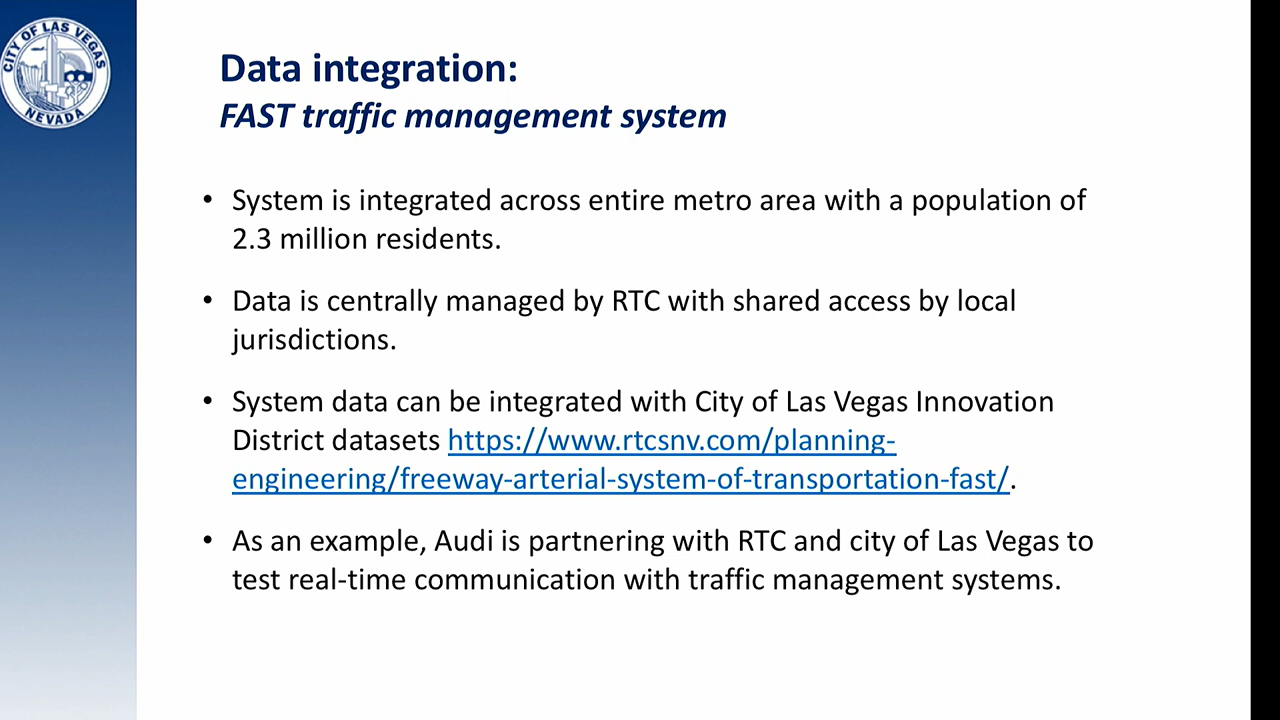 CITY OF LAS VEGAS
NEVADA
Data integration:
FAST traffic management system
• System is integrated across entire metro area with a population of
2.3 million residents.
• Data is centrally managed by RTC with shared access by local
jurisdictions.
• System data can be integrated with City of Las Vegas Innovation
District datasets https://www.rtcsnv.com/planning-
engineering/freeway-arterial-system-of-transportation-fast/.
• As an example, Audi is partnering with RTC and city of Las Vegas to
test real-time communication with traffic management systems.